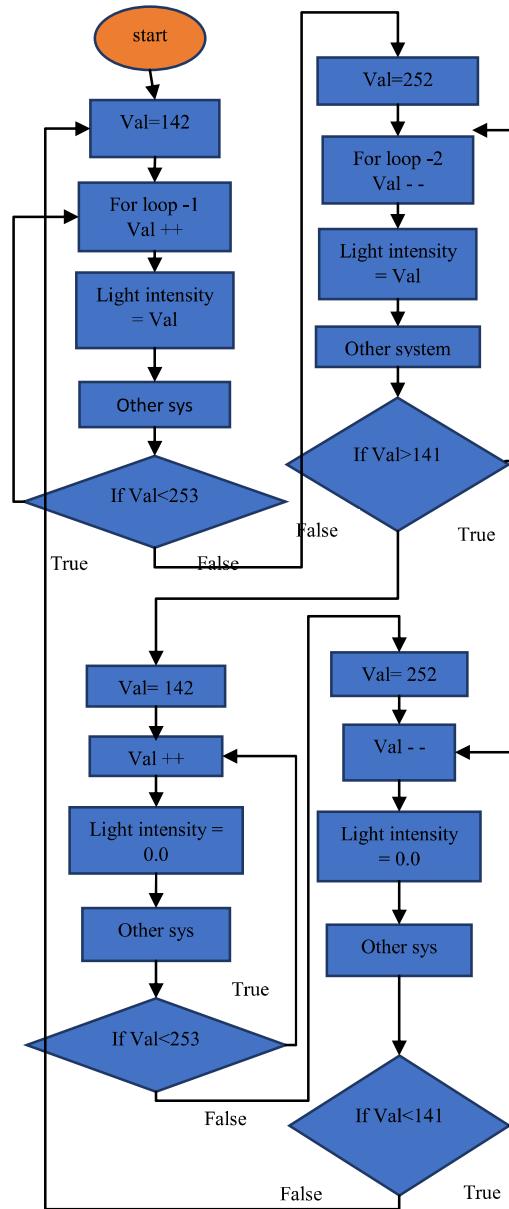 start
Val=142
For loop -1
Val ++
Light intensity
= Val
Other sys
If Val<253
True
False
Val=252
For loop -2
Val - -
Light intensity
= Val
Other system
If Val>141
False
True
Val= 142
Val ++
Light intensity =
0.0
Other sys
True
If Val<253
False
Val= 252
Val - -
Light intensity
= 0.0
Other sys
If Val<141
False
True